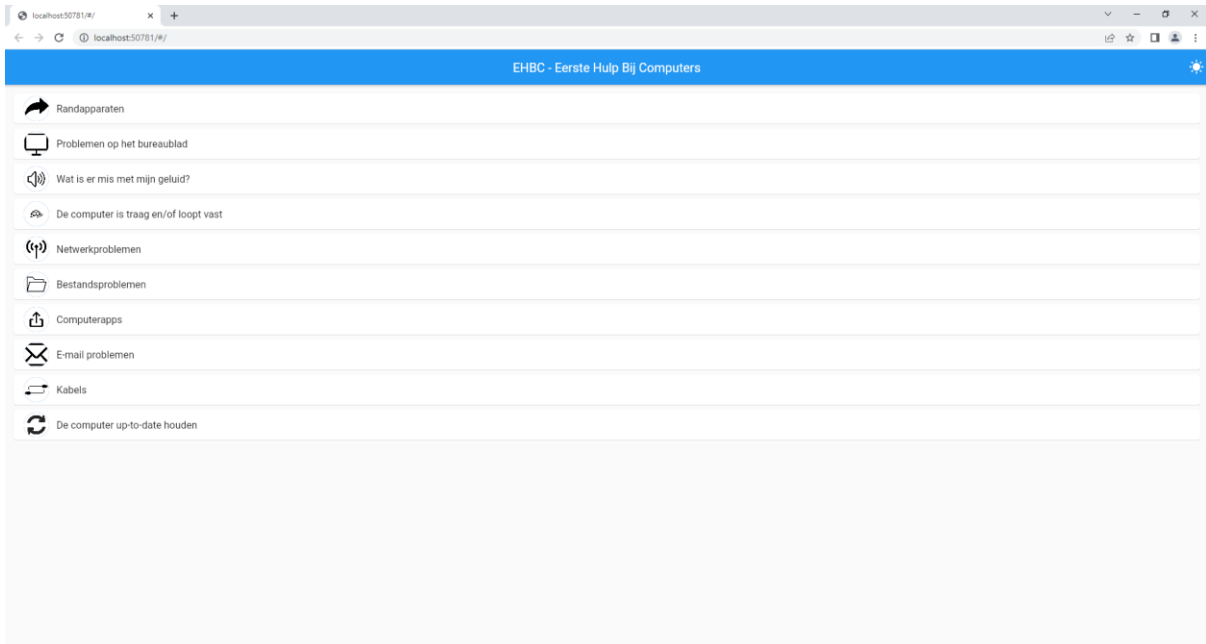 localhost:50781/#/
localhost:50781/#/
EHBC - Eerste Hulp Bij Computers
Randapparaten
Problemen op het bureaublad
Wat is er mis met mijn geluid?
De computer is traag en/of loopt vast
Netwerkproblemen
Bestandsproblemen
Computerapps
E-mail problemen
Kabels
De computer up-to-date houden